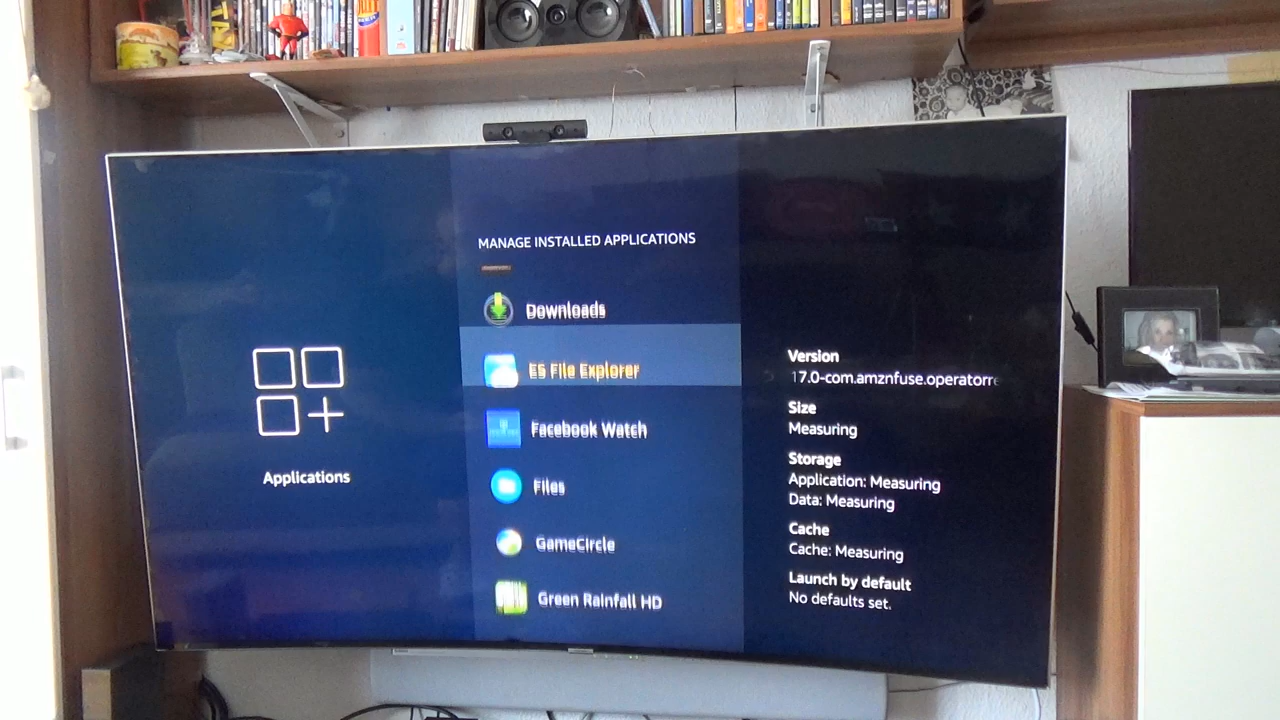 MANAGE INSTALLED APPLICATIONS
Downloads
ES File Explorer
Facebook Watch
Files
GameCircle
Green Rainfall HD
Applications
Version
17.0-com.amznfuse.operatorre
Size
Measuring
Storage
Application: Measuring
Data: Measuring
Cache
Cache: Measuring
Launch by default
No defaults set.